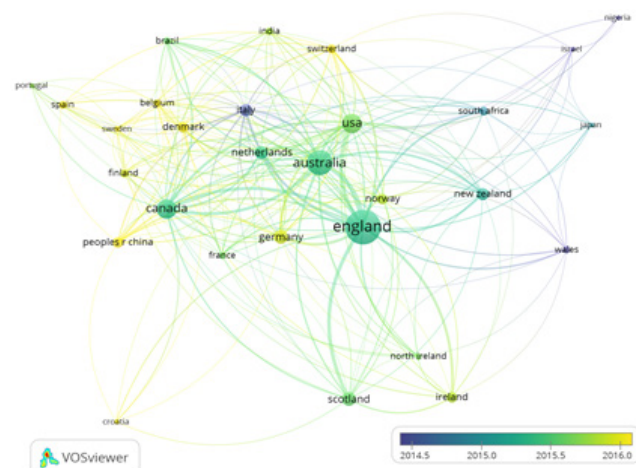 nigeria
india
brazil
switzerland
israel
portugal
spain
belgium
italy
south africa
usa
japan
sweden
denmark
netherlands
australia
finland
new zealand
norway
canada
england
peoples r china
germany
wales
france
north ireland
scotland
ireland
croatia
VOSviewer
2014.5 2015.0 2015.5 2016.0